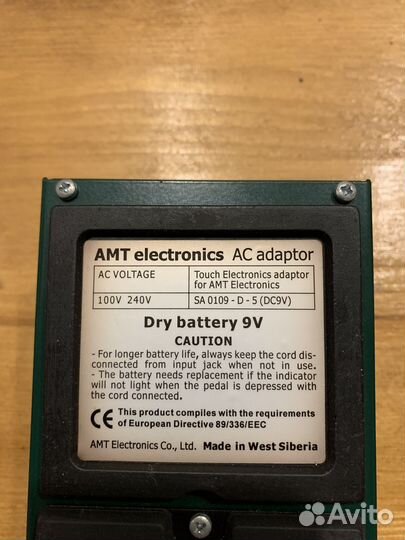 AMT electronics AC adaptor
AC VOLTAGE
Touch Electronics adaptor
for AMT Electronics
100V 240V
SA 0109 - D - 5 (DC9V)
Dry battery 9V
CAUTION
- For longer battery life, always keep the cord dis-
connected from input jack when not in use.
- The battery needs replacement if the indicator
will not light when the pedal is depressed with
the cord connected.
CE This product compiles with the requirements
of European Directive 89/336/EEC
AMT Electronics Co., Ltd. Made in West Siberia
Avito